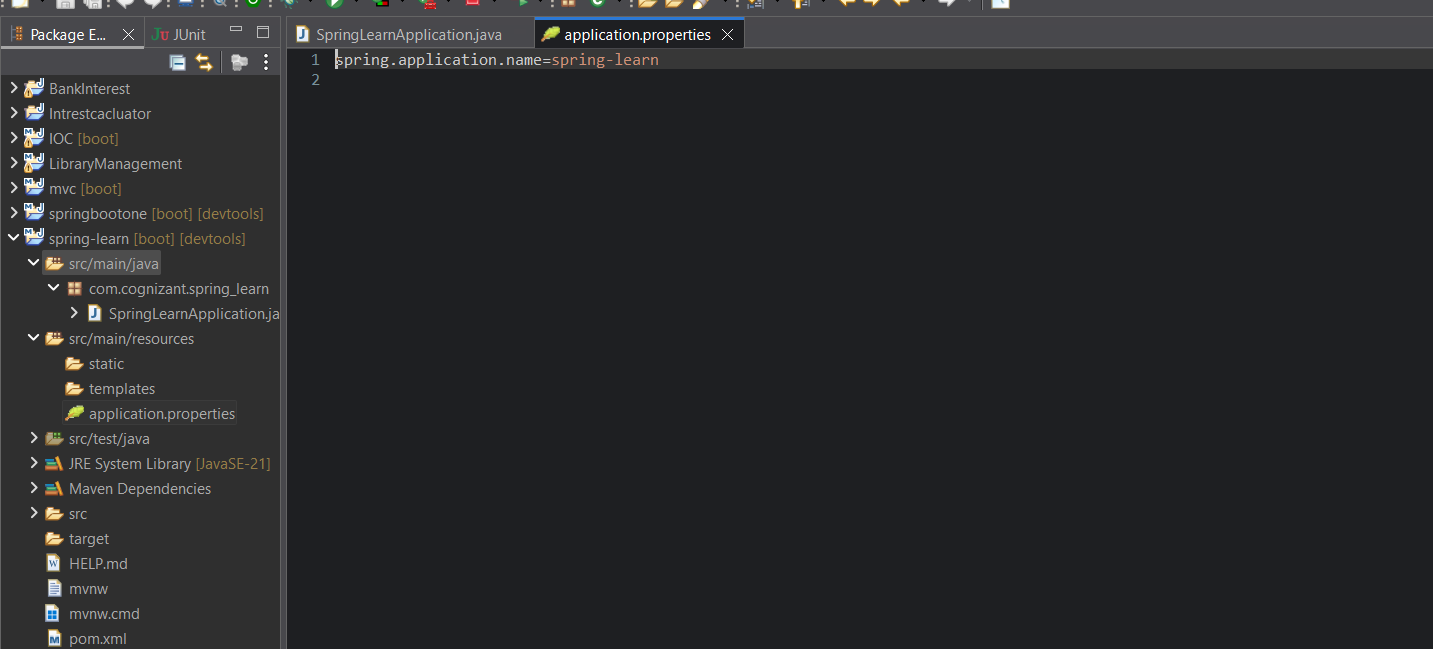 Package E...
JUnit
BankInterest
Intrestcacluator
IOC [boot]
LibraryManagement
mvc [boot]
springbootone [boot] [devtools]
spring-learn [boot] [devtools]
src/main/java
com.cognizant.spring_learn
SpringLearnApplication.ja
src/main/resources
static
templates
application.properties
src/test/java
JRE System Library [JavaSE-21]
Maven Dependencies
src
target
HELP.md
mvnw
mvnw.cmd
pom.xml
SpringLearnApplication.java
application.properties
1 spring.application.name=spring-learn
2